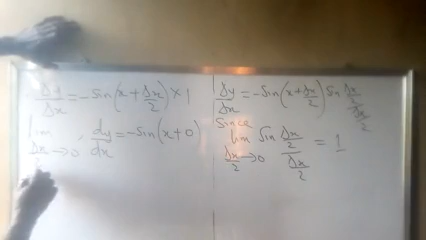 Δy/Δx = -Sin(x + Δx/2) × 1
lim Δx/2 → 0 , dy/dx = -Sin(x + 0)
Δy/Δx = -Sin(x + Δx/2) Sin Δx/2 / Δx/2
Since
lim Δx/2 → 0 Sin Δx/2 / Δx/2 = 1